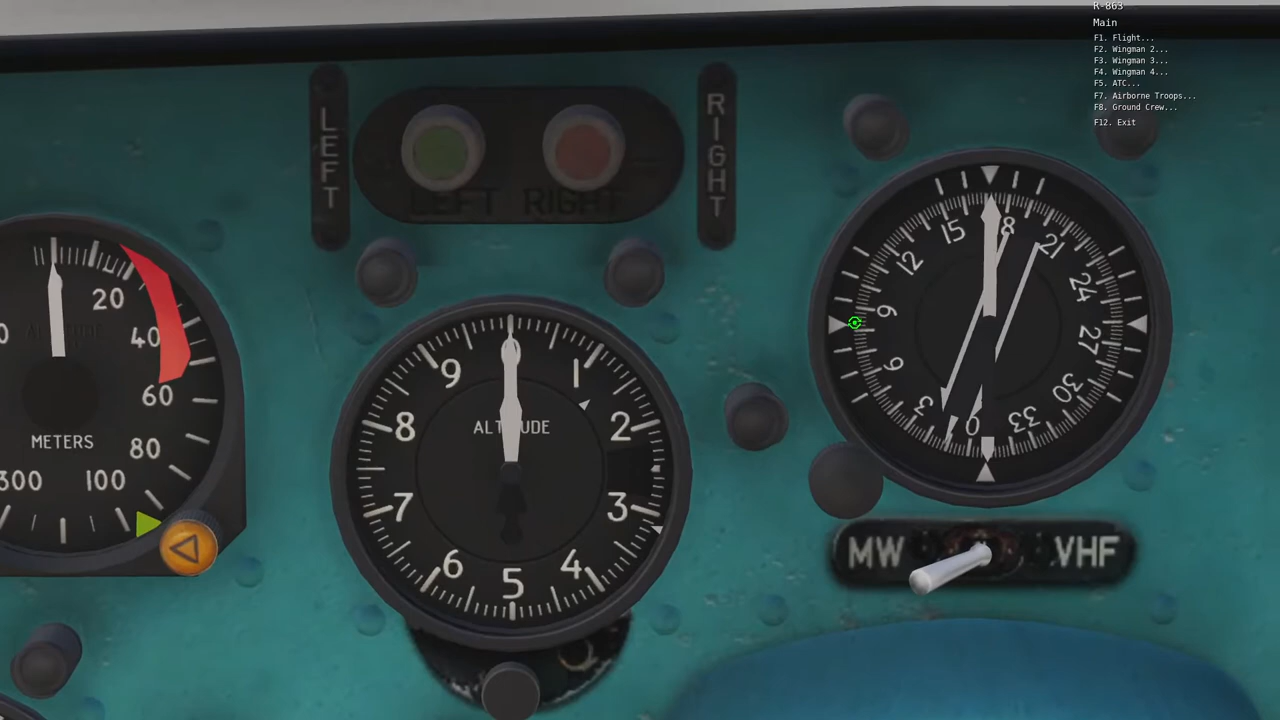 R-863
Main
F1. Flight...
F2. Wingman 2...
F3. Wingman 3...
F4. Wingman 4...
F5. ATC...
F7. Airborne Troops...
F8. Ground Crew...
F12. Exit
LEFT
LEFT RIGHT
RIGHT
0 20 40 60 80 100 300
ALTITUDE
METERS
0 1 2 3 4 5 6 7 8 9
ALTITUDE
0 3 6 9 12 15 18 21 24 27 30 33
MW VHF